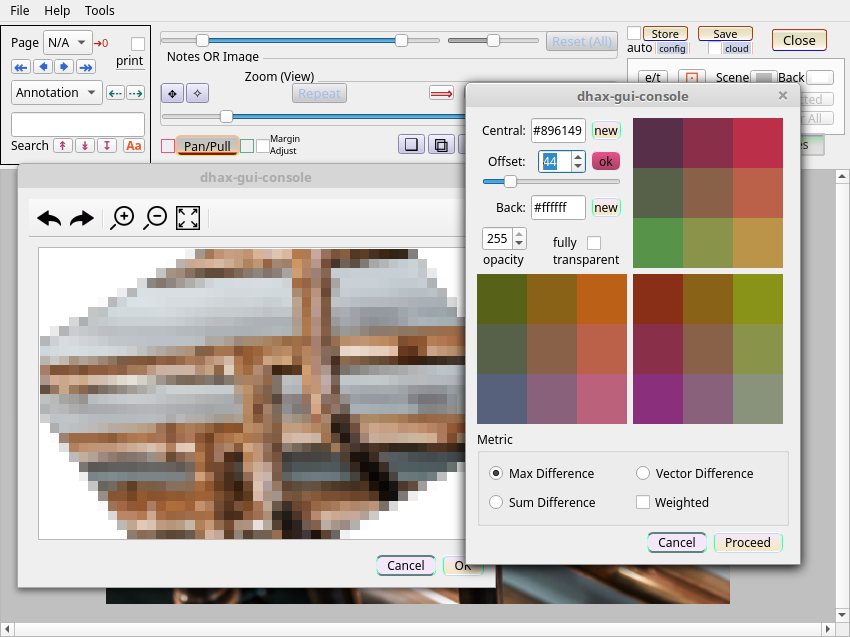 File Help Tools
Page N/A →0
print
Annotation
Search Aa
Notes OR Image
Zoom (View)
Repeat
Reset (All)
Pan/Pull
Margin
Adjust
Store Save Close
auto config cloud
e/t Scene Back
dhax-gui-console
Cancel OK
dhax-gui-console
Central: #896149 new
Offset: 44 ok
Back: #ffffff new
255 fully
opacity transparent
Metric
Max Difference Vector Difference
Sum Difference Weighted
Cancel Proceed